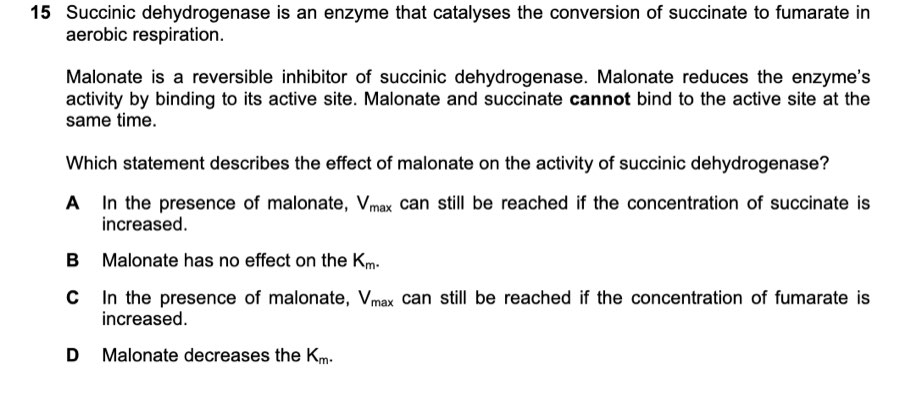 15 Succinic dehydrogenase is an enzyme that catalyses the conversion of succinate to fumarate in
aerobic respiration.
Malonate is a reversible inhibitor of succinic dehydrogenase. Malonate reduces the enzyme's
activity by binding to its active site. Malonate and succinate cannot bind to the active site at the
same time.
Which statement describes the effect of malonate on the activity of succinic dehydrogenase?
A In the presence of malonate, Vmax can still be reached if the concentration of succinate is
increased.
B Malonate has no effect on the Km.
C In the presence of malonate, Vmax can still be reached if the concentration of fumarate is
increased.
D Malonate decreases the Km.